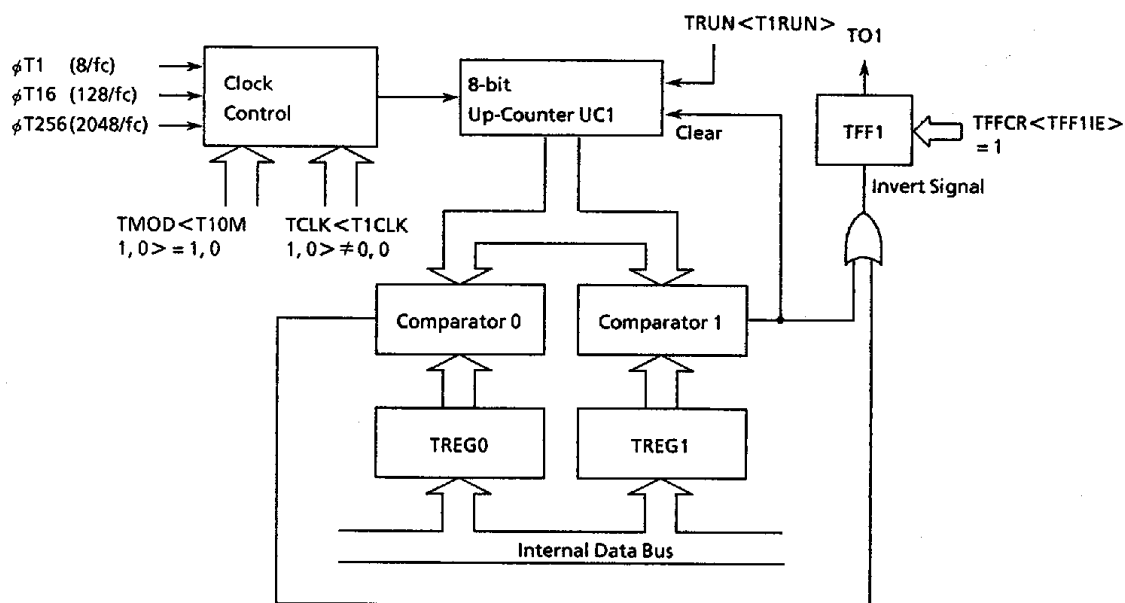 TRUN<T1RUN>
TO1
φT1 (8/fc)
φT16 (128/fc)
φT256(2048/fc)
Clock
Control
8-bit
Up-Counter UC1
Clear
TFF1
TFFCR<TFF1IE>
= 1
Invert Signal
TMOD<T10M
1, 0> = 1, 0
TCLK<T1CLK
1, 0> ≠ 0, 0
Comparator 0
Comparator 1
TREG0
TREG1
Internal Data Bus